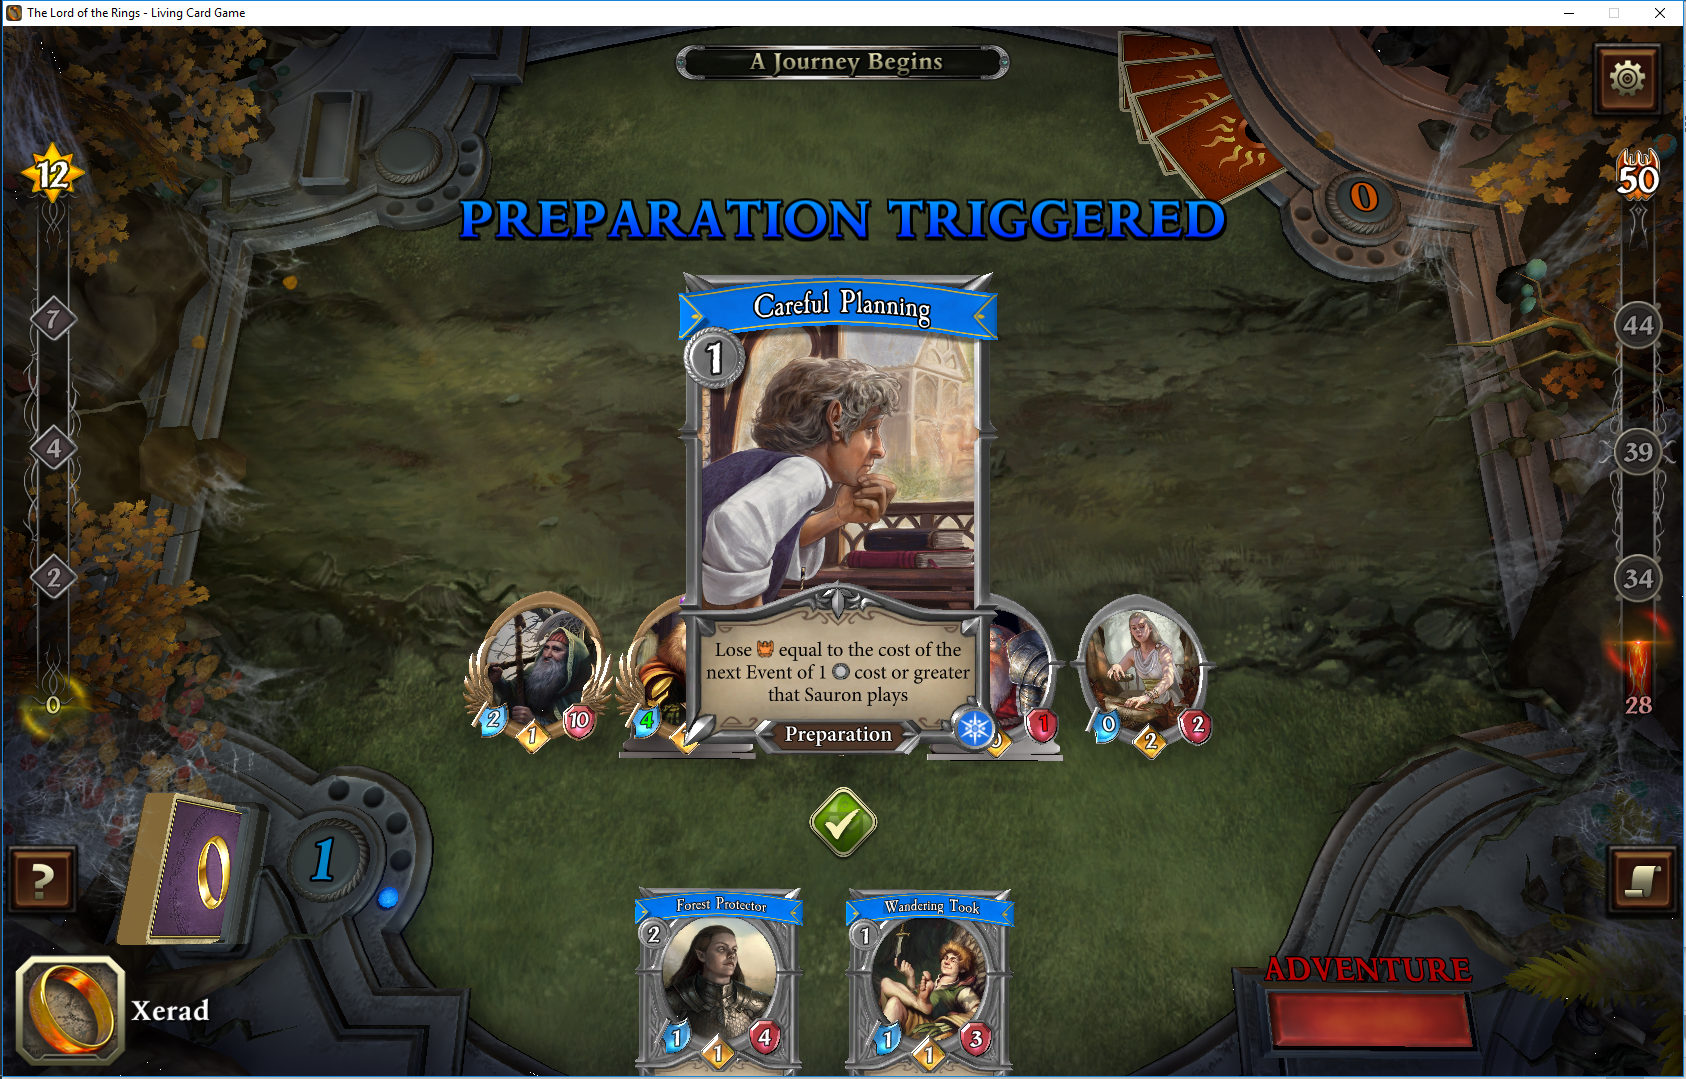 The Lord of the Rings - Living Card Game
A Journey Begins
12
50
0
PREPARATION TRIGGERED
Careful Planning
1
7
44
4
39
2
34
0
28
Lose equal to the cost of the
next Event of 1 cost or greater
that Sauron plays
Preparation
2
1
10
4
1
0
2
2
1
?
Forest Protector
2
1
1
4
Wandering Took
1
1
1
3
ADVENTURE
Xerad